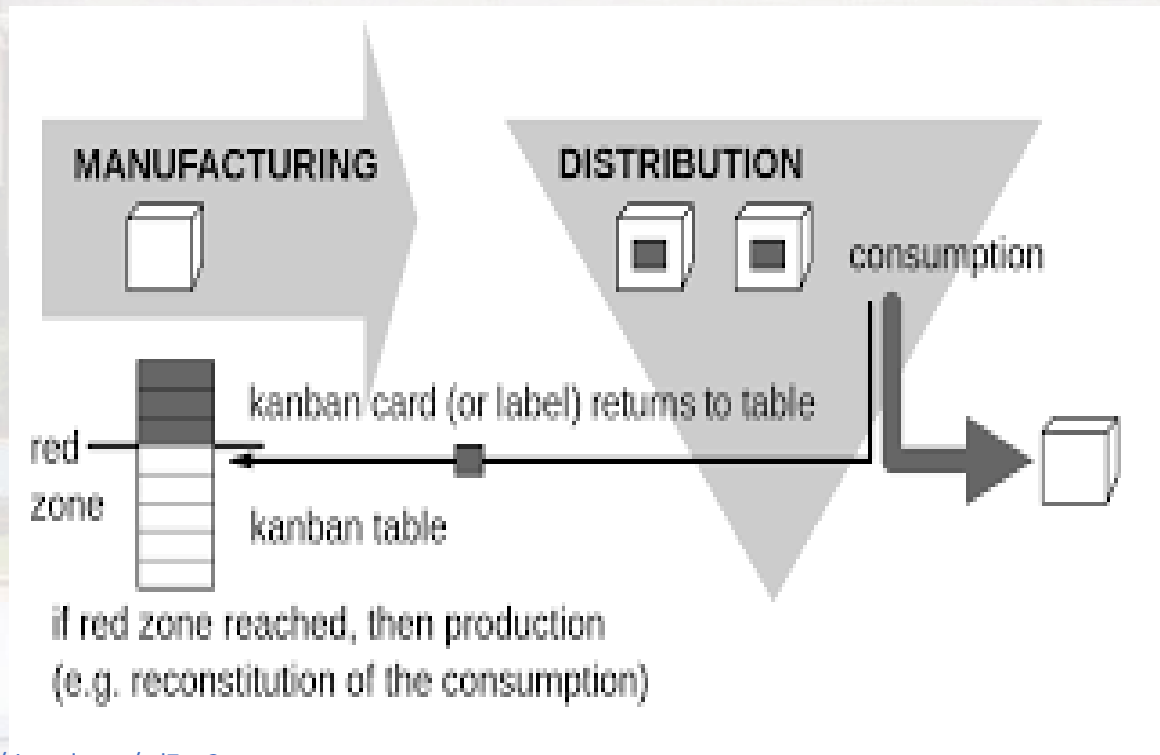 MANUFACTURING
DISTRIBUTION
consumption
kanban card (or label) returns to table
red
zone
kanban table
if red zone reached, then production
(e.g. reconstitution of the consumption)